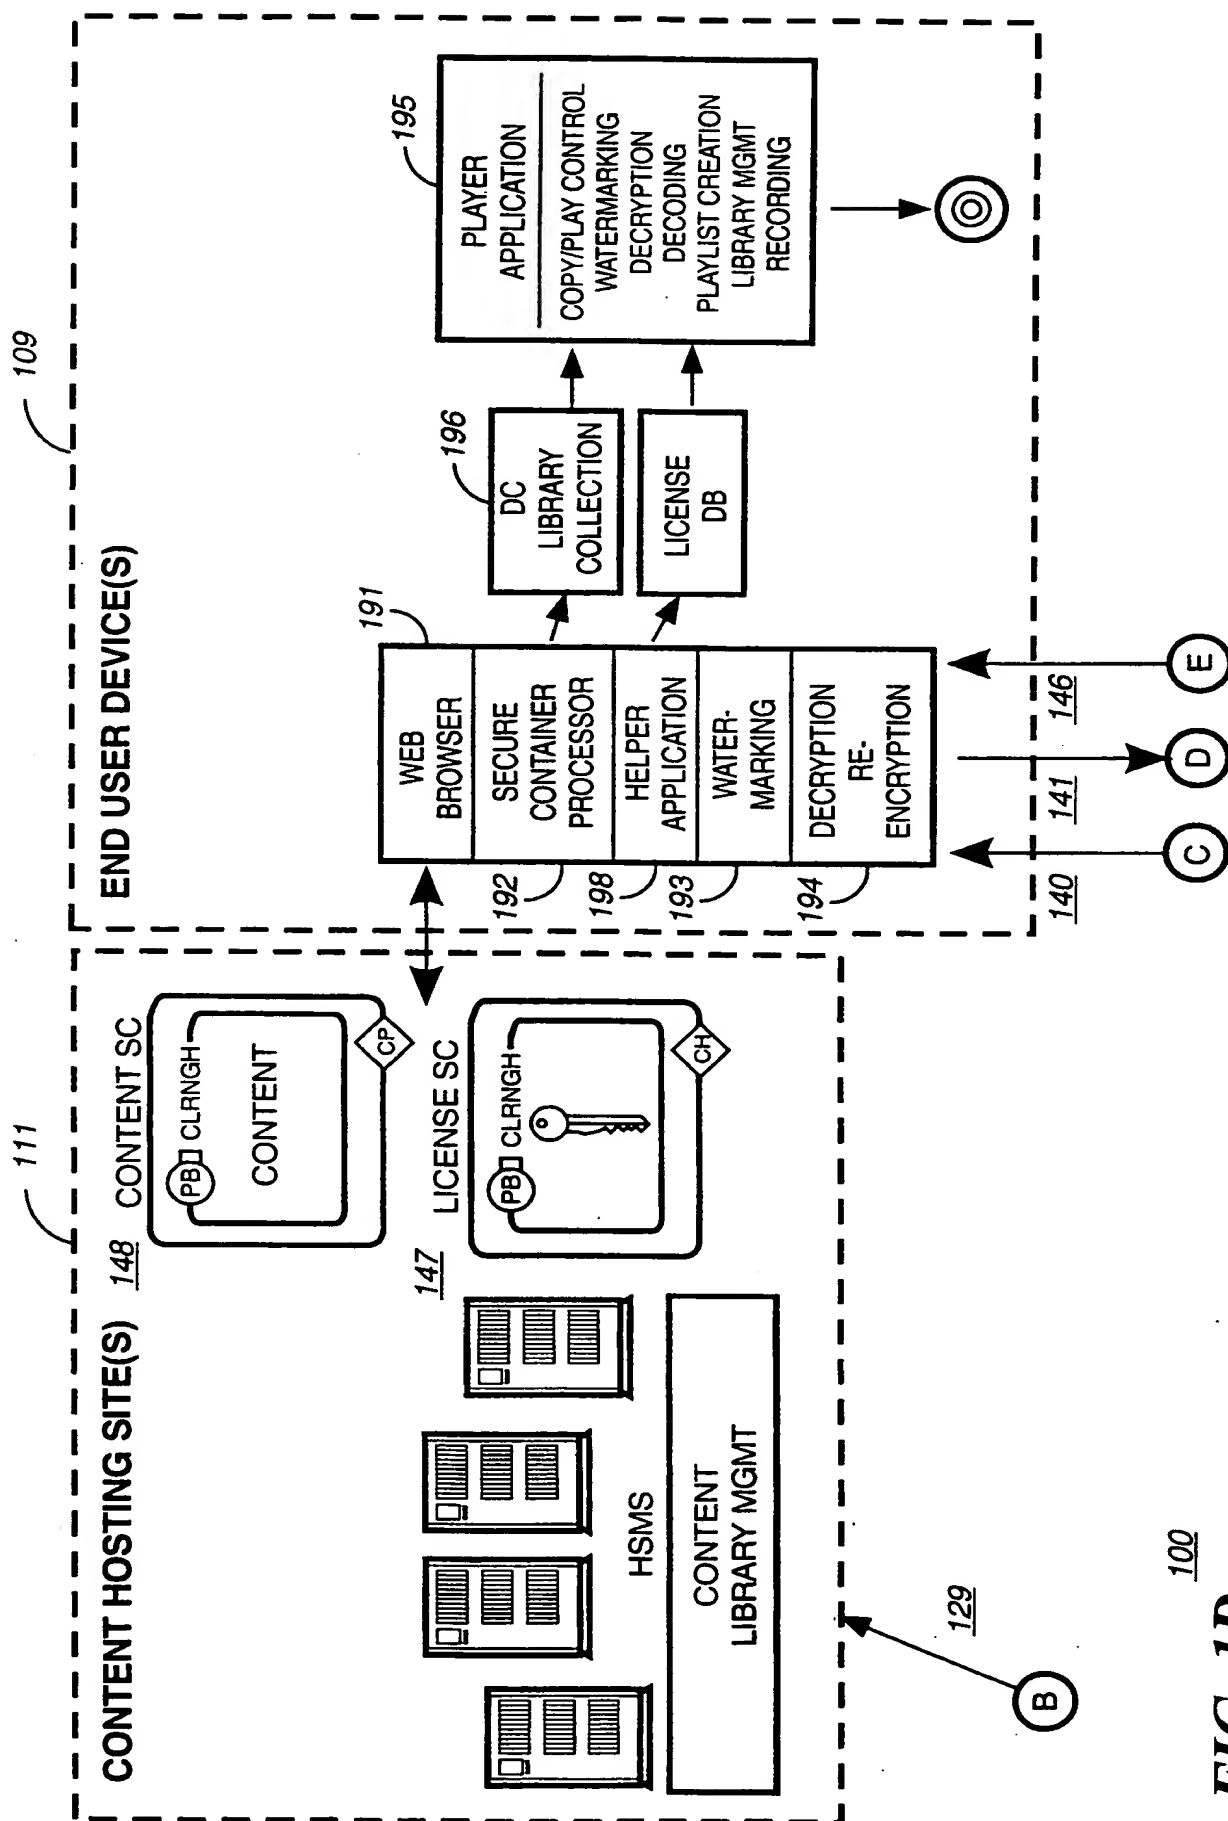 111
109
CONTENT HOSTING SITE(S)
148
CONTENT SC
PB
CLRNGH
CONTENT
CP
147
LICENSE SC
PB
CLRNGH
CH
HSMS
CONTENT
LIBRARY MGMT
129
B
END USER DEVICE(S)
191
WEB
BROWSER
192
SECURE
CONTAINER
PROCESSOR
198
HELPER
APPLICATION
193
WATER-
MARKING
194
DECRYPTION
RE-
ENCRYPTION
196
DC
LIBRARY
COLLECTION
LICENSE
DB
195
PLAYER
APPLICATION
COPY/PLAY CONTROL
WATERMARKING
DECRYPTION
DECODING
PLAYLIST CREATION
LIBRARY MGMT
RECORDING
140
141
146
C
D
E
100
FIG. 1D